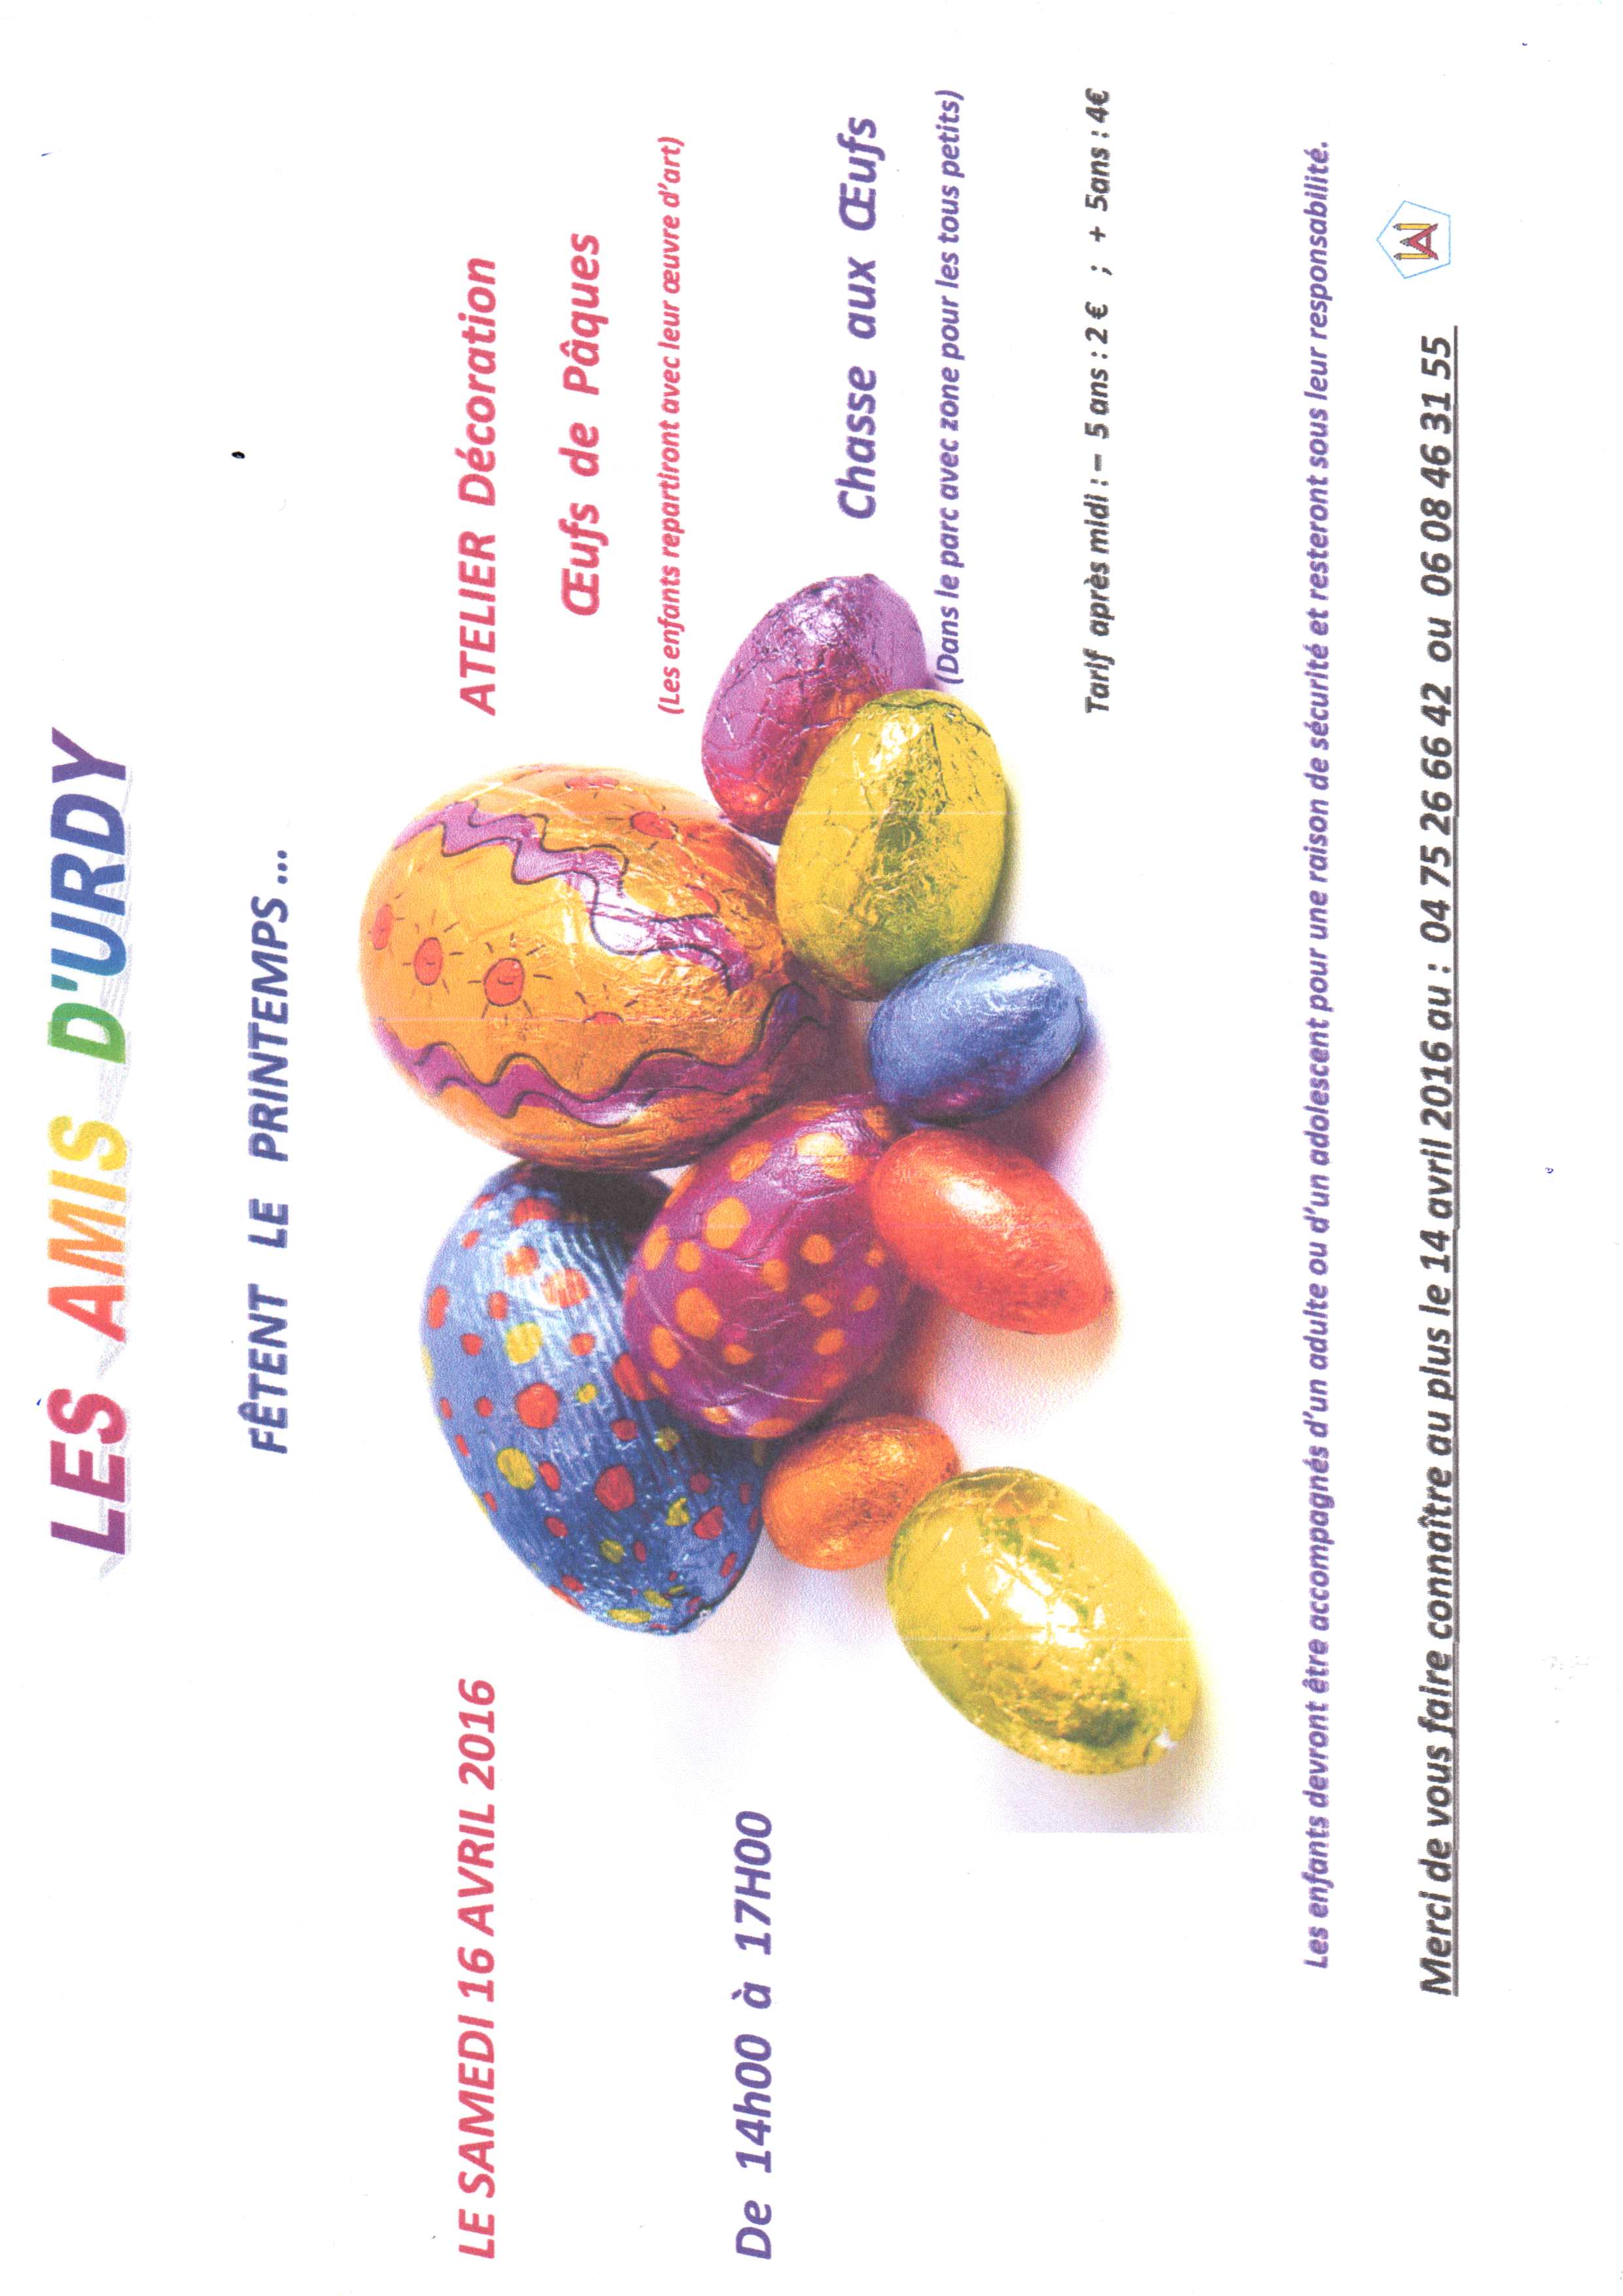 LES AMIS D'URDY
FÊTENT LE PRINTEMPS ...
LE SAMEDI 16 AVRIL 2016
ATELIER Décoration
Œufs de Pâques
(Les enfants repartiront avec leur œuvre d’art)
De 14h00 à 17H00
Chasse aux Œufs
(Dans le parc avec zone pour les tous petits)
Tarif après midi : – 5 ans : 2 € ; + 5ans : 4€
Les enfants devront être accompagnés d’un adulte ou d’un adolescent pour une raison de sécurité et resteront sous leur responsabilité.
Merci de vous faire connaître au plus le 14 avril 2016 au : 04 75 26 66 42 ou 06 08 46 31 55